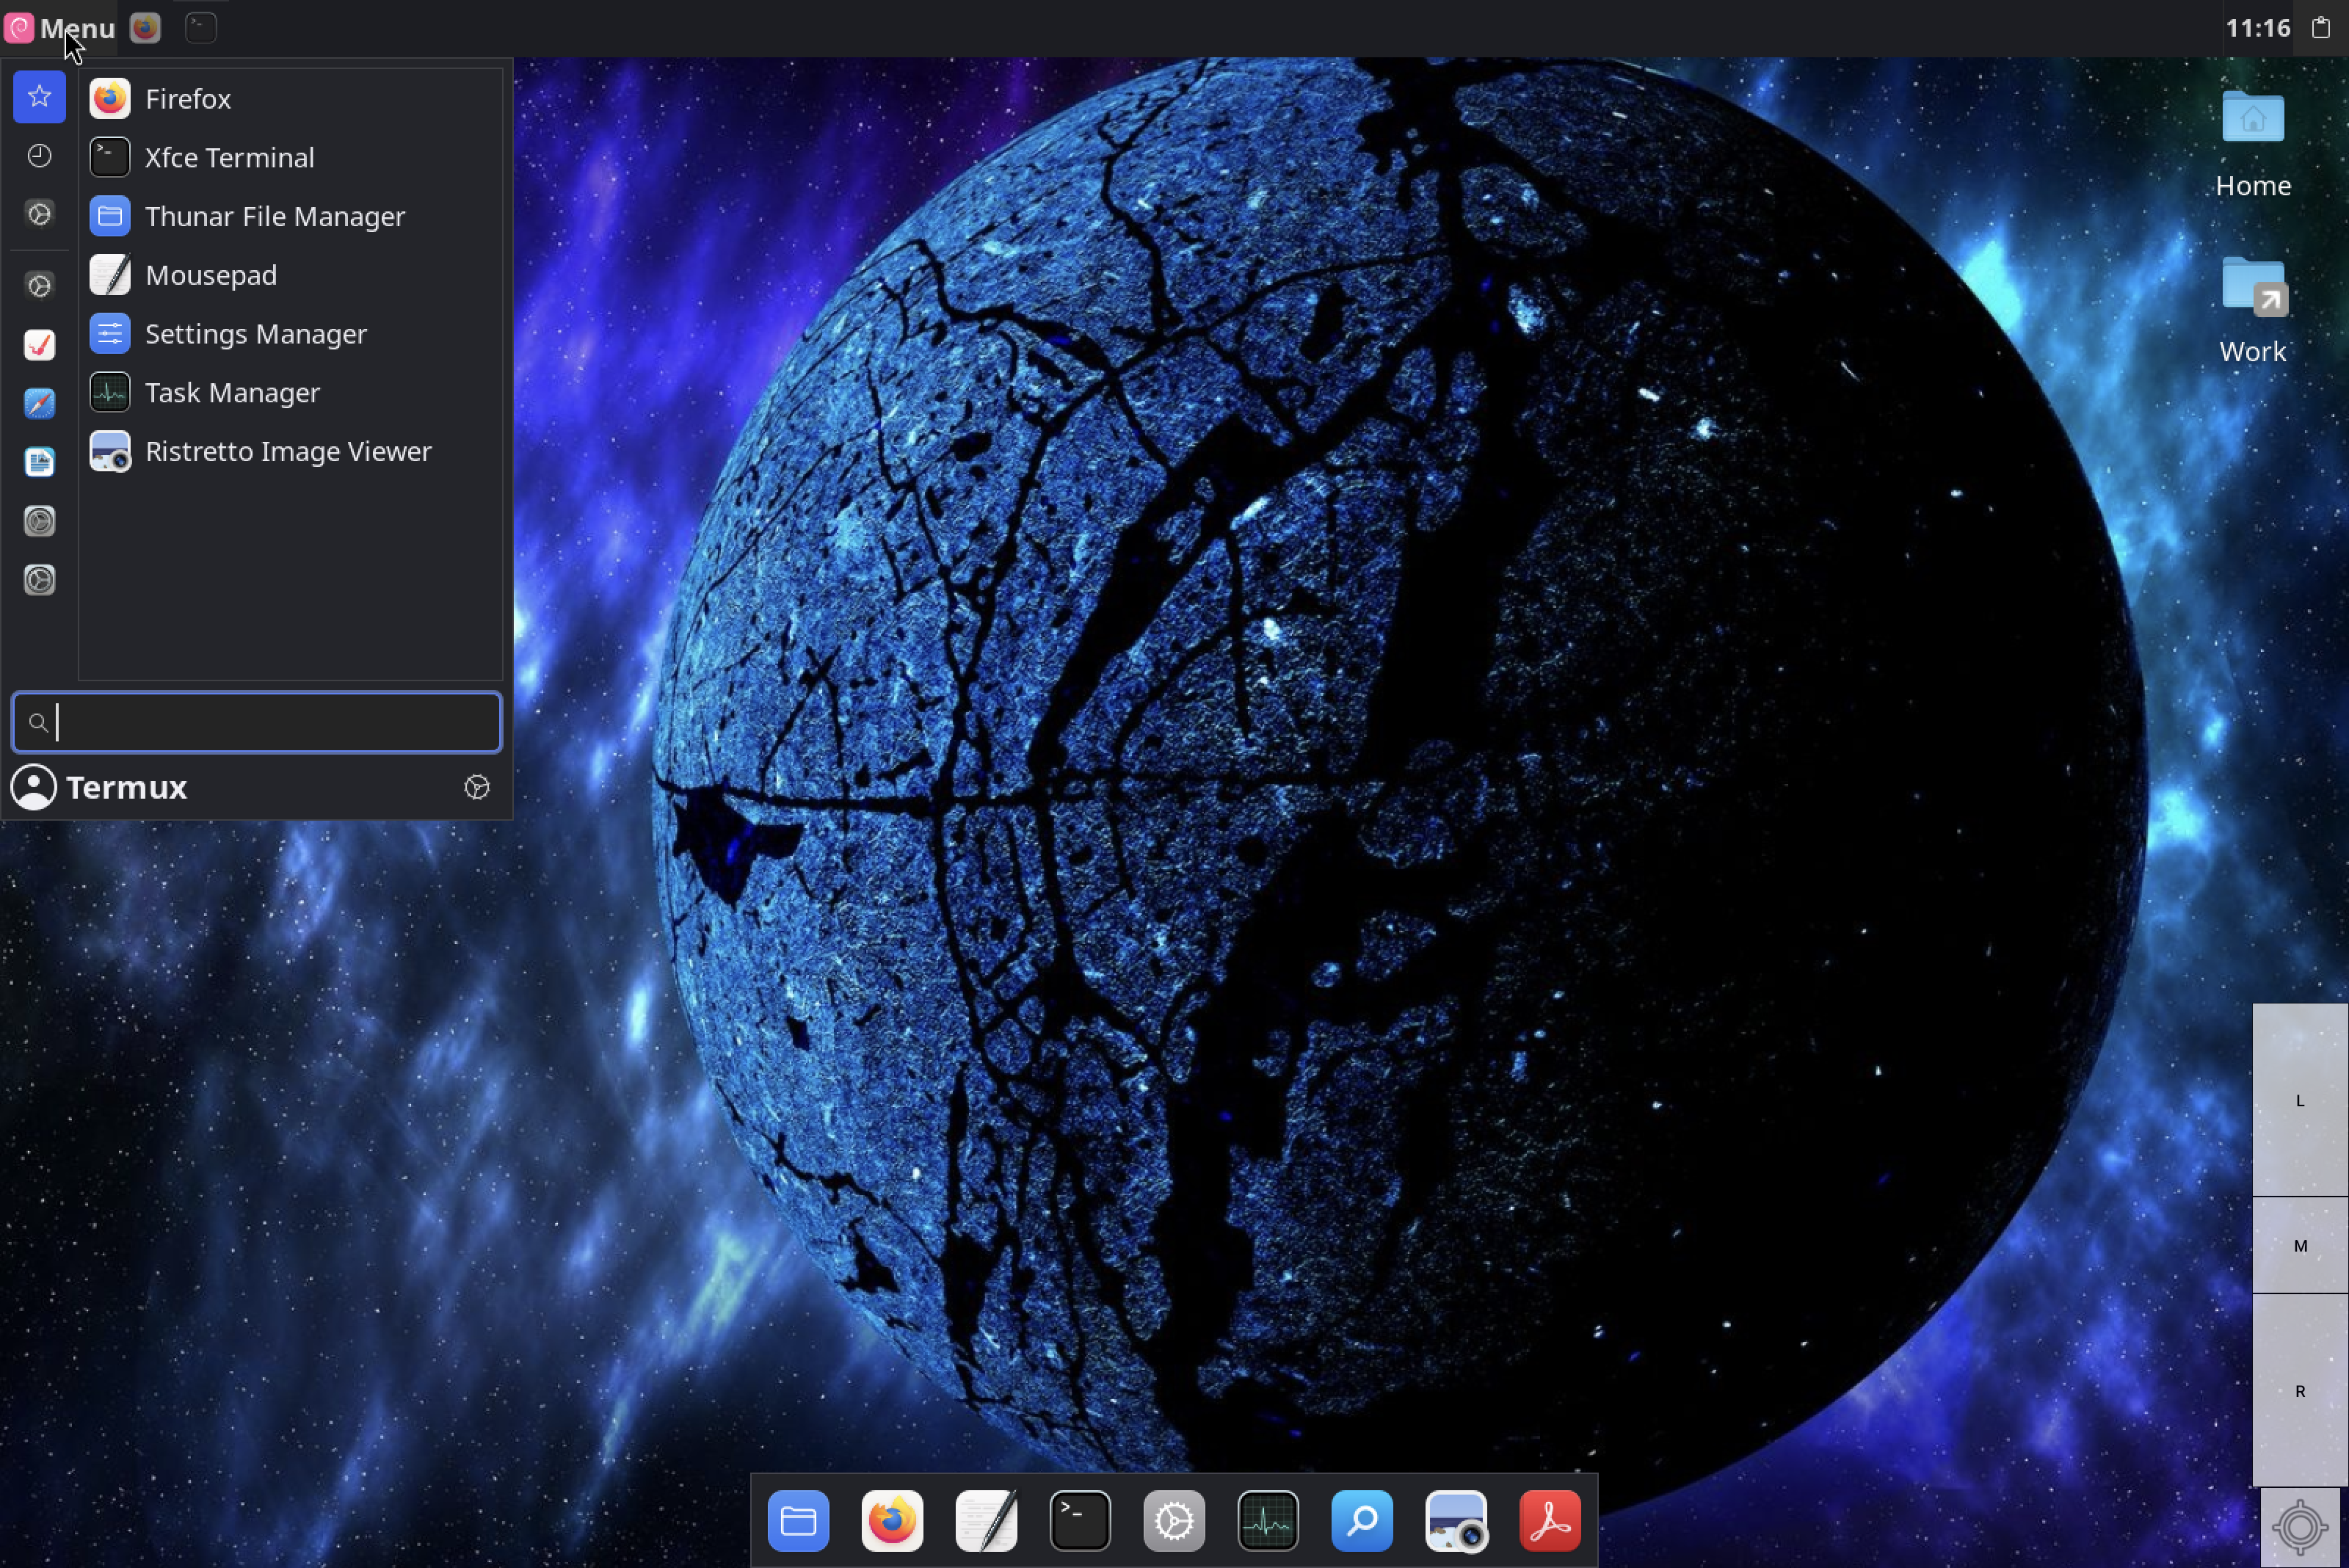 Menu
11:16
Firefox
Xfce Terminal
Thunar File Manager
Mousepad
Settings Manager
Task Manager
Ristretto Image Viewer
Termux
Home
Work
L
M
R